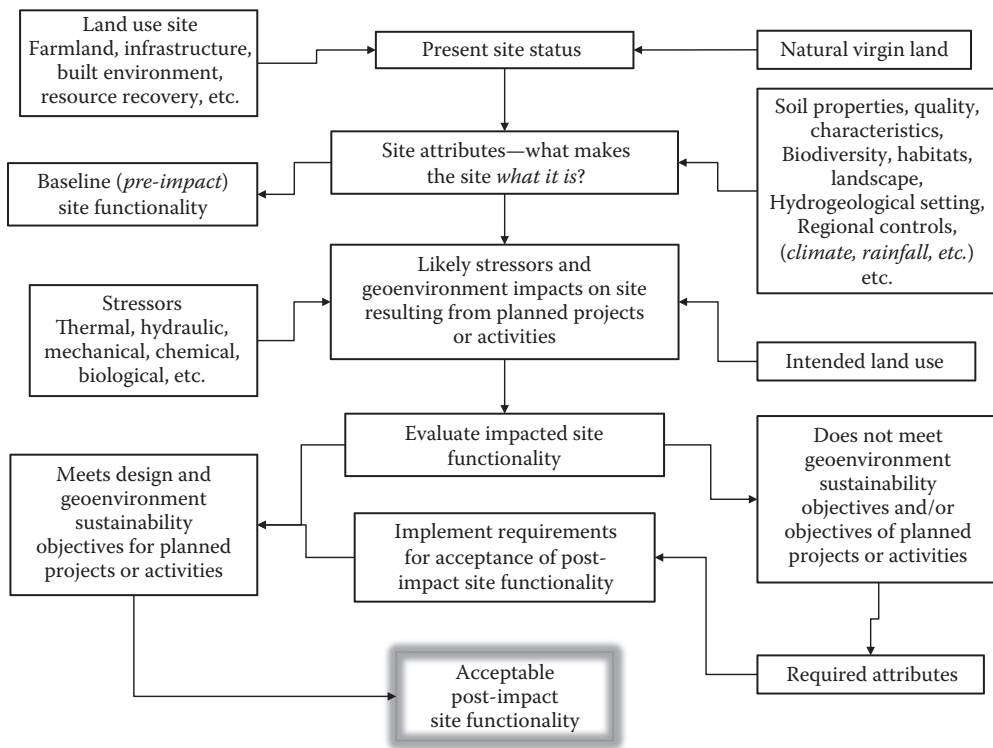 Land use site
Farmland, infrastructure,
built environment,
resource recovery, etc.
Present site status
Natural virgin land
Site attributes—what makes
the site what it is?
Soil properties, quality,
characteristics,
Biodiversity, habitats,
landscape,
Hydrogeological setting,
Regional controls,
(climate, rainfall, etc.)
etc.
Baseline (pre-impact)
site functionality
Likely stressors and
geoenvironment impacts on site
resulting from planned projects
or activities
Stressors
Thermal, hydraulic,
mechanical, chemical,
biological, etc.
Intended land use
Evaluate impacted site
functionality
Does not meet
geoenvironment
sustainability
objectives and/or
objectives of planned
projects or activities
Meets design and
geoenvironment
sustainability
objectives for planned
projects or activities
Implement requirements
for acceptance of post-
impact site functionality
Required attributes
Acceptable
post-impact
site functionality